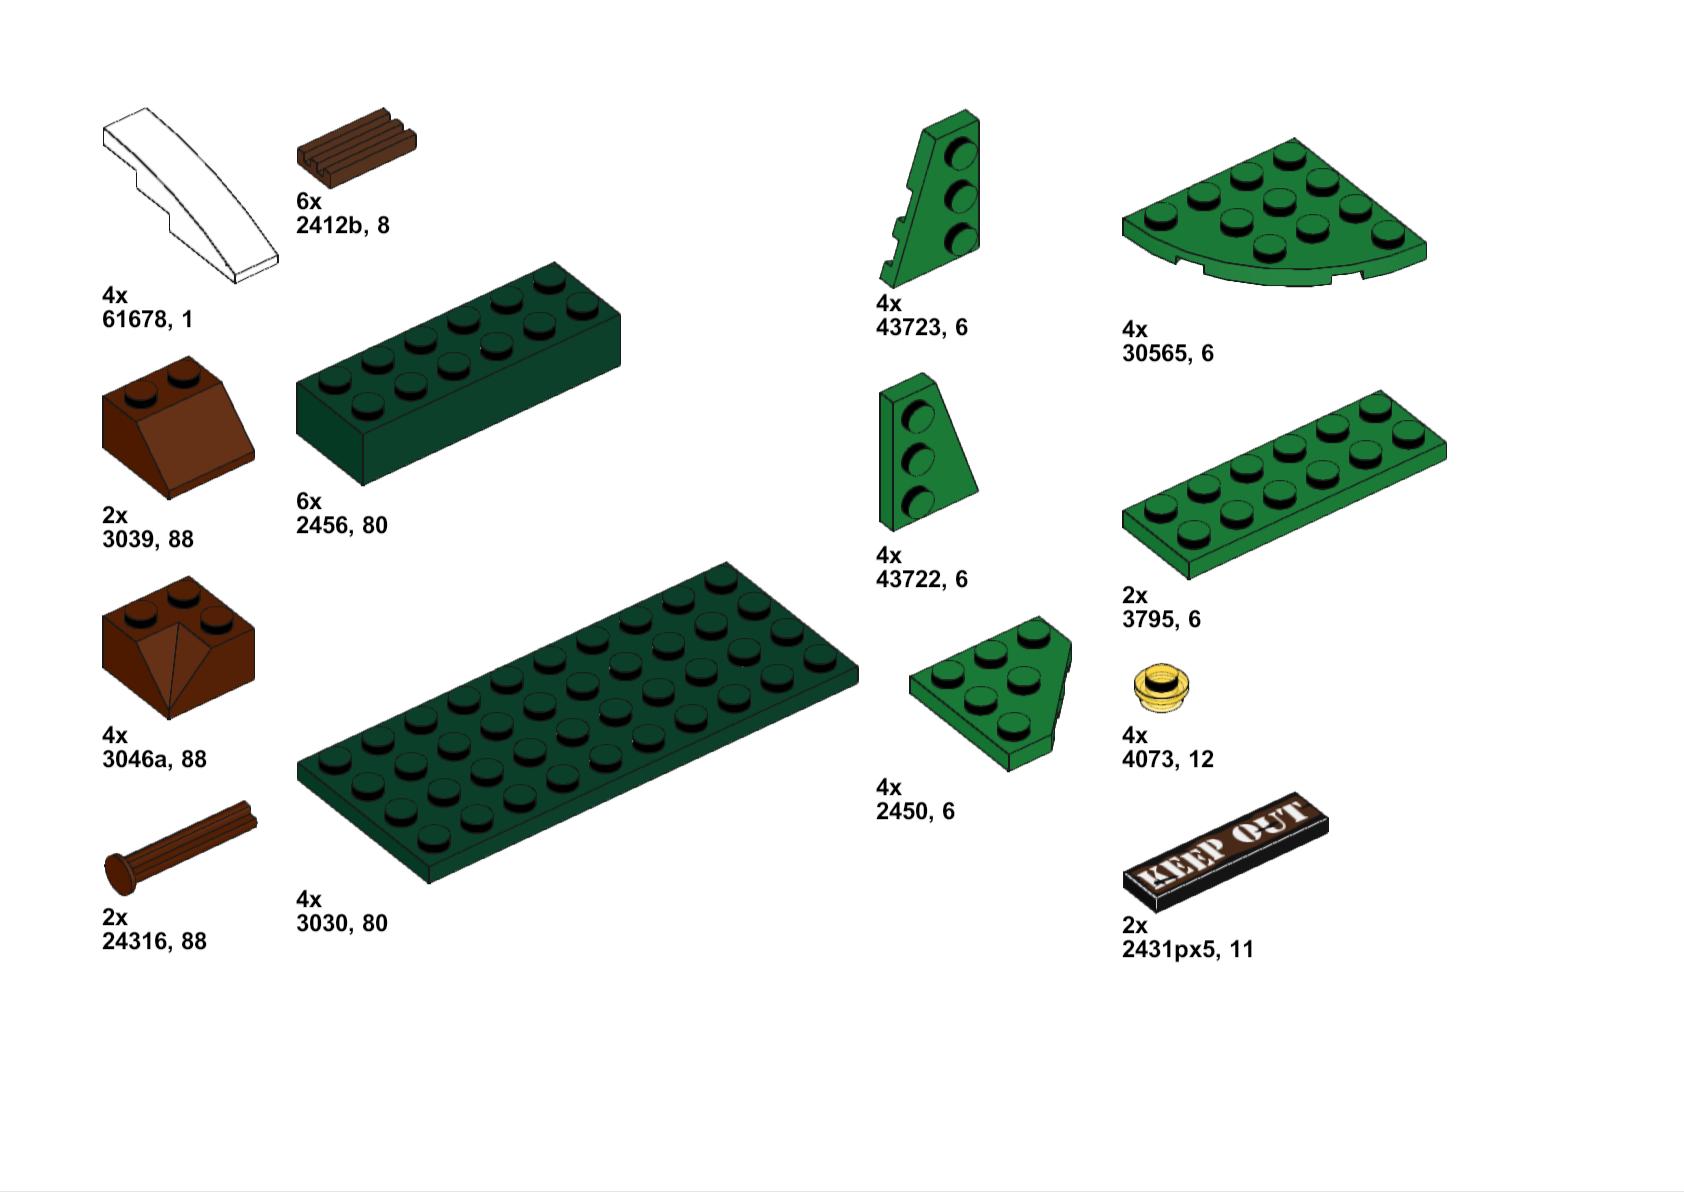 4x
61678, 1
2x
3039, 88
4x
3046a, 88
2x
24316, 88
6x
2412b, 8
6x
2456, 80
4x
3030, 80
4x
43723, 6
4x
43722, 6
4x
2450, 6
4x
30565, 6
2x
3795, 6
4x
4073, 12
KEEP OUT
2x
2431px5, 11